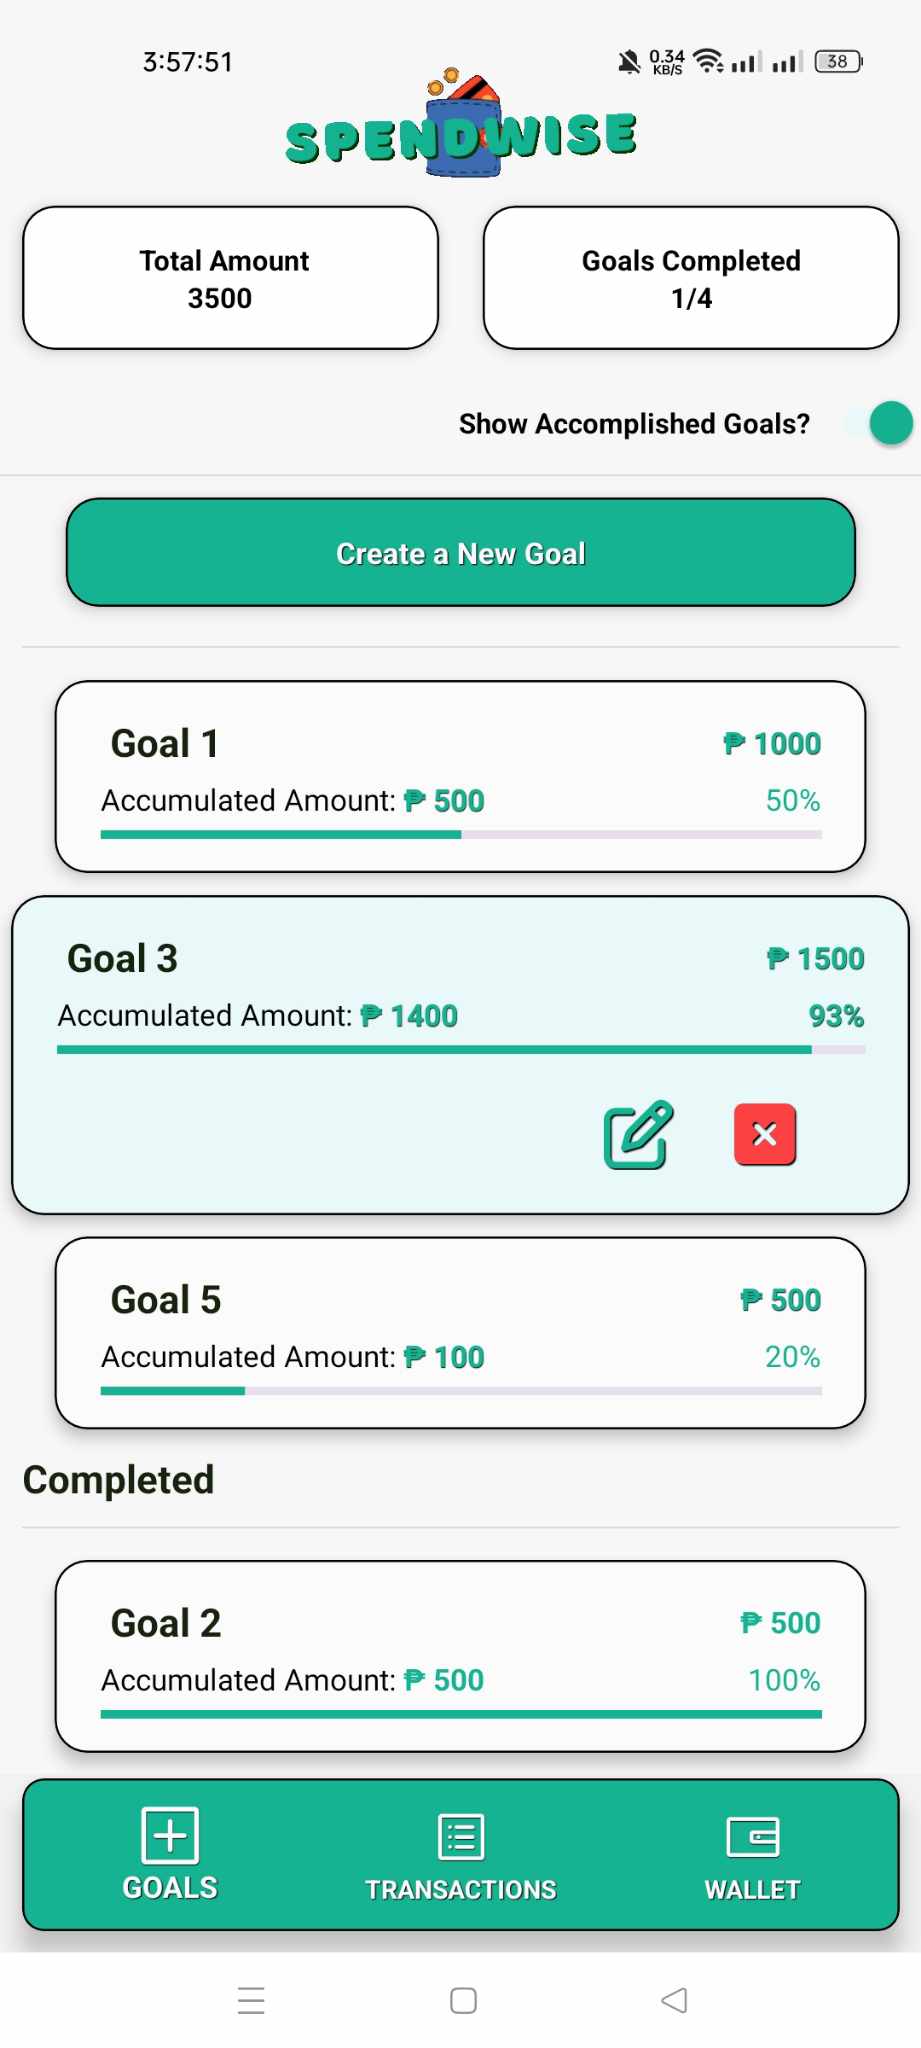 3:57:51
0.34
KB/S
38
SPENDWISE
Total Amount
3500
Goals Completed
1/4
Show Accomplished Goals?
Create a New Goal
Goal 1
₱ 1000
Accumulated Amount: ₱ 500
50%
Goal 3
₱ 1500
Accumulated Amount: ₱ 1400
93%
Goal 5
₱ 500
Accumulated Amount: ₱ 100
20%
Completed
Goal 2
₱ 500
Accumulated Amount: ₱ 500
100%
GOALS
TRANSACTIONS
WALLET